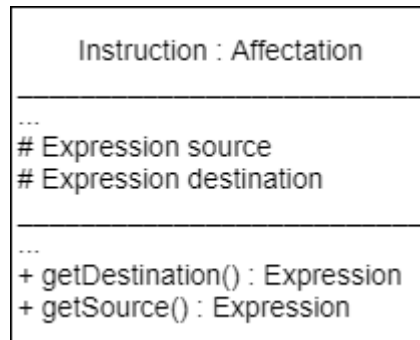 Instruction : Affectation
...
# Expression source
# Expression destination
...
+ getDestination() : Expression
+ getSource() : Expression